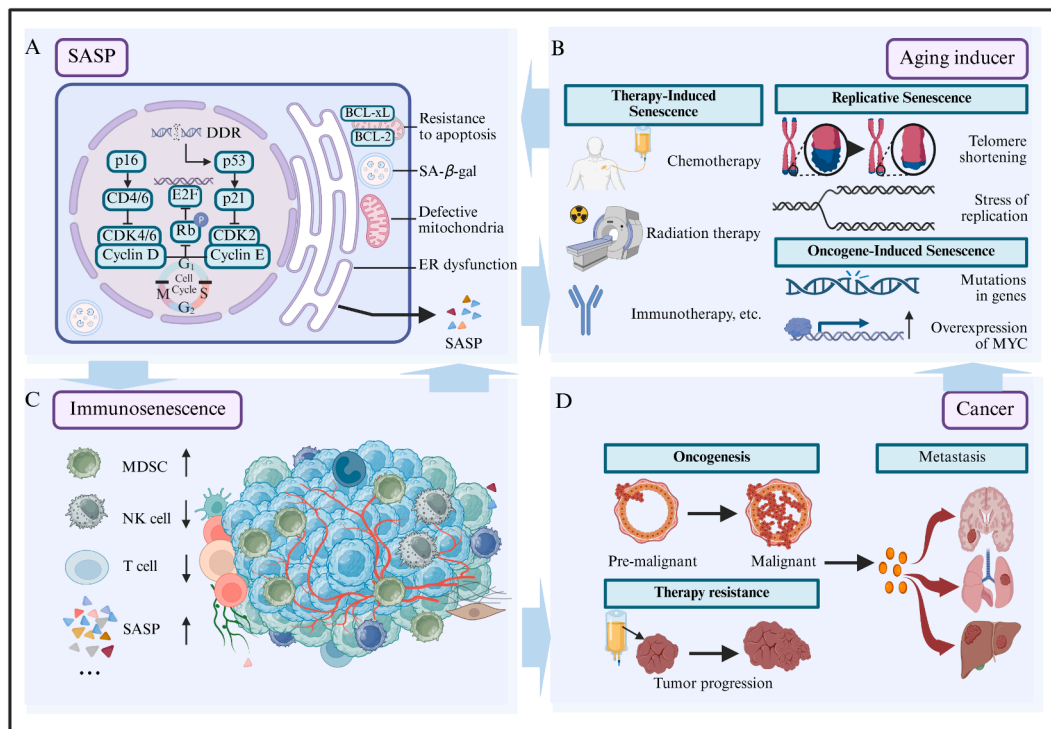 A
SASP
DDR
p16
p53
CD4/6
E2F
p21
P
Rb
CDK4/6
CDK2
Cyclin D
Cyclin E
G1
Cell
Cycle
M
S
G2
BCL-xL
BCL-2
Resistance
to apoptosis
SA-β-gal
Defective
mitochondria
ER dysfunction
SASP
B
Aging inducer
Therapy-Induced
Senescence
Chemotherapy
Radiation therapy
Immunotherapy, etc.
Replicative Senescence
Telomere
shortening
Stress of
replication
Oncogene-Induced Senescence
Mutations
in genes
Overexpression
of MYC
C
Immunosenescence
MDSC
NK cell
T cell
SASP
...
D
Cancer
Oncogenesis
Pre-malignant
Malignant
Therapy resistance
Tumor progression
Metastasis